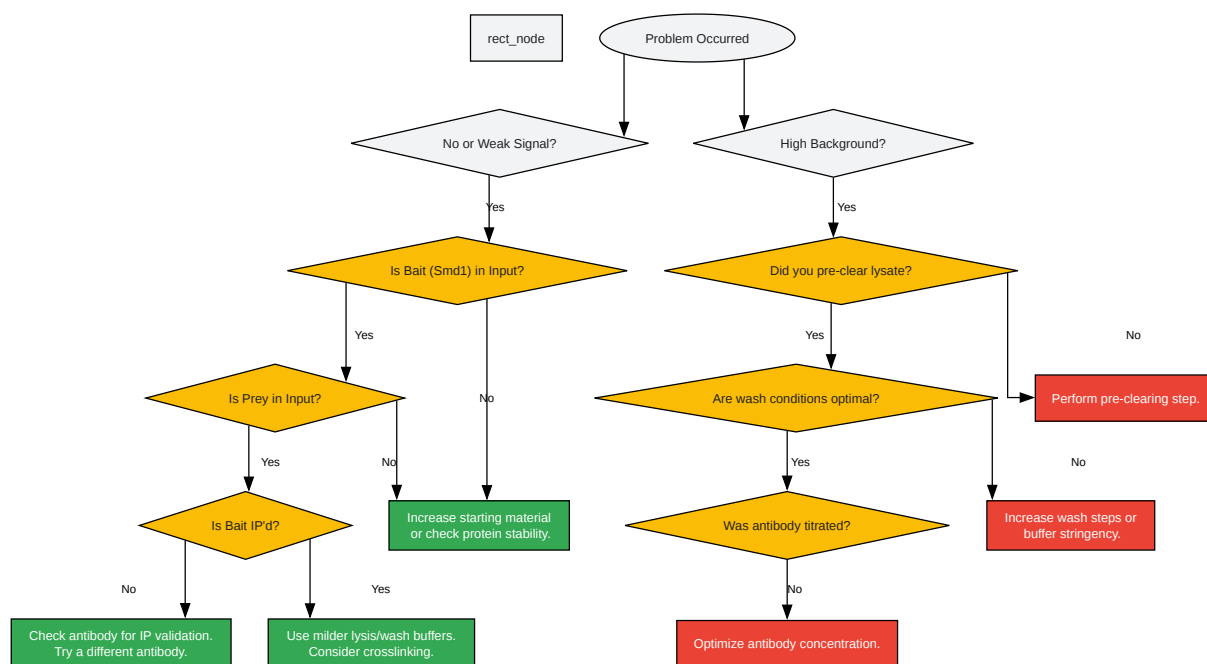 rect_node
Problem Occurred
No or Weak Signal?
High Background?
Yes
Yes
Is Bait (Smd1) in Input?
Did you pre-clear lysate?
Yes
Yes
No
Is Prey in Input?
No
Are wash conditions optimal?
Perform pre-clearing step.
Yes
No
Yes
No
Is Bait IP'd?
Increase starting material
or check protein stability.
Was antibody titrated?
Increase wash steps or
buffer stringency.
No
Yes
No
Check antibody for IP validation.
Try a different antibody.
Use milder lysis/wash buffers.
Consider crosslinking.
Optimize antibody concentration.